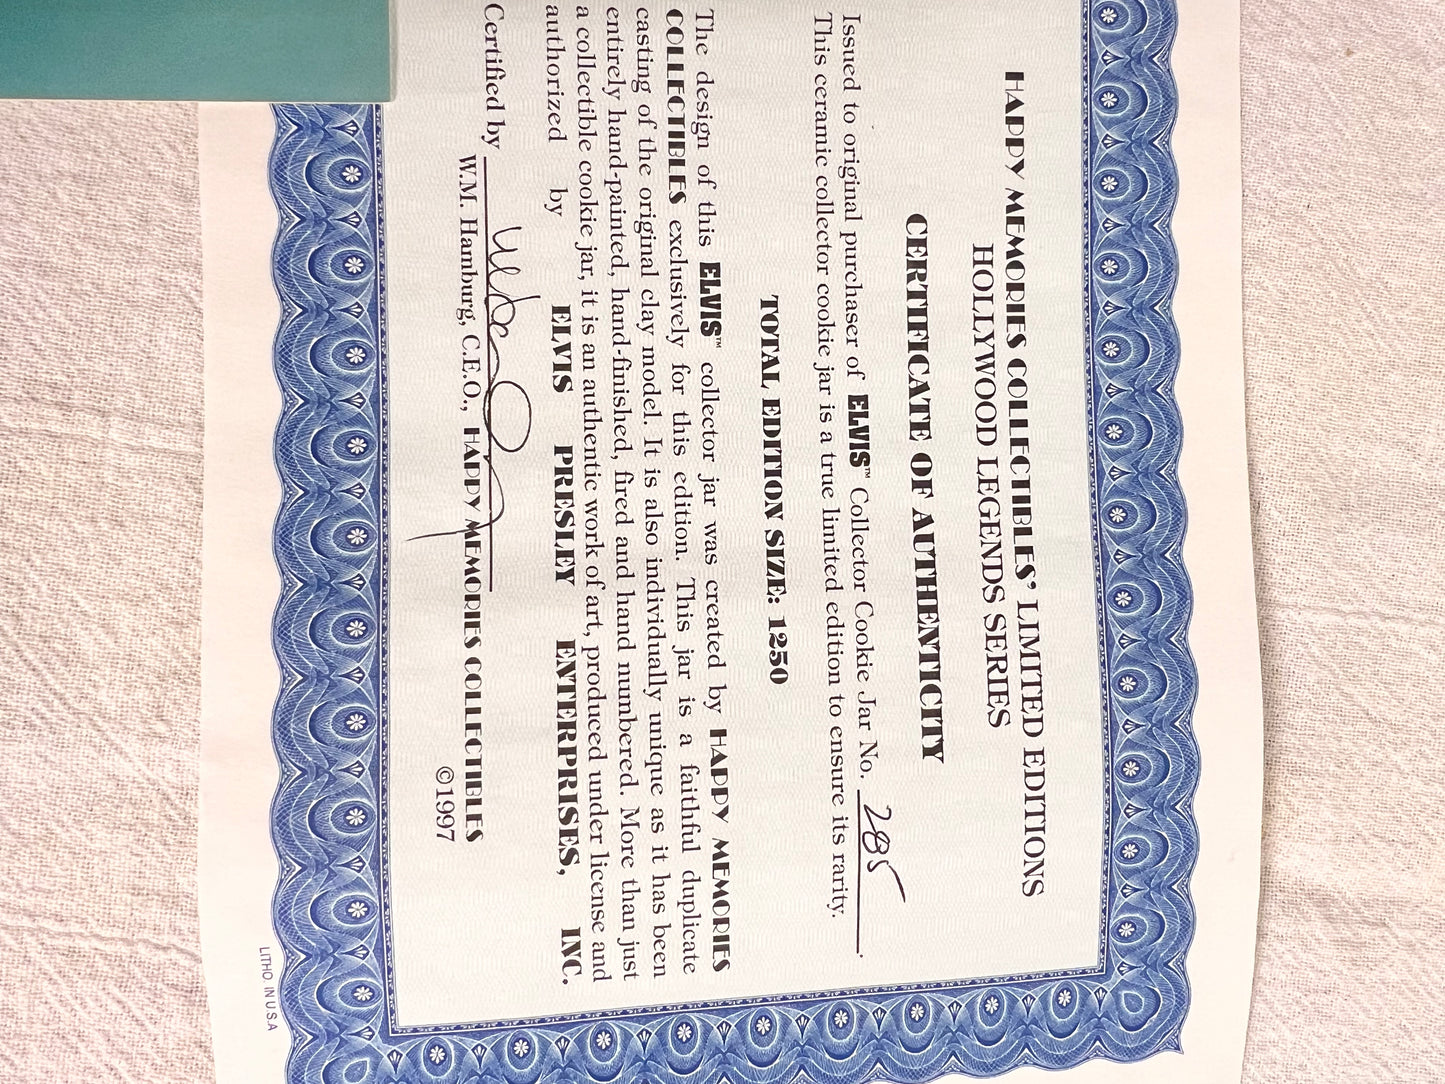 HAPPY MEMORIES COLLECTIBLES' LIMITED EDITIONS
HOLLYWOOD LEGENDS SERIES
CERTIFICATE OF AUTHENTICITY
Issued to original purchaser of ELVIS™ Collector Cookie Jar No. 285.
This ceramic collector cookie jar is a true limited edition to ensure its rarity.
TOTAL EDITION SIZE: 1250
The design of this ELVIS™ collector jar was created by HAPPY MEMORIES
COLLECTIBLES exclusively for this edition. This jar is a faithful duplicate
casting of the original clay model. It is also individually unique as it has been
entirely hand-painted, hand-finished, fired and hand numbered. More than just
a collectible cookie jar, it is an authentic work of art, produced under license and
authorized by ELVIS PRESLEY ENTERPRISES, INC.
Certified by
W.M. Hamburg, C.E.O., HAPPY MEMORIES COLLECTIBLES
©1997
LITHO. IN U.S.A